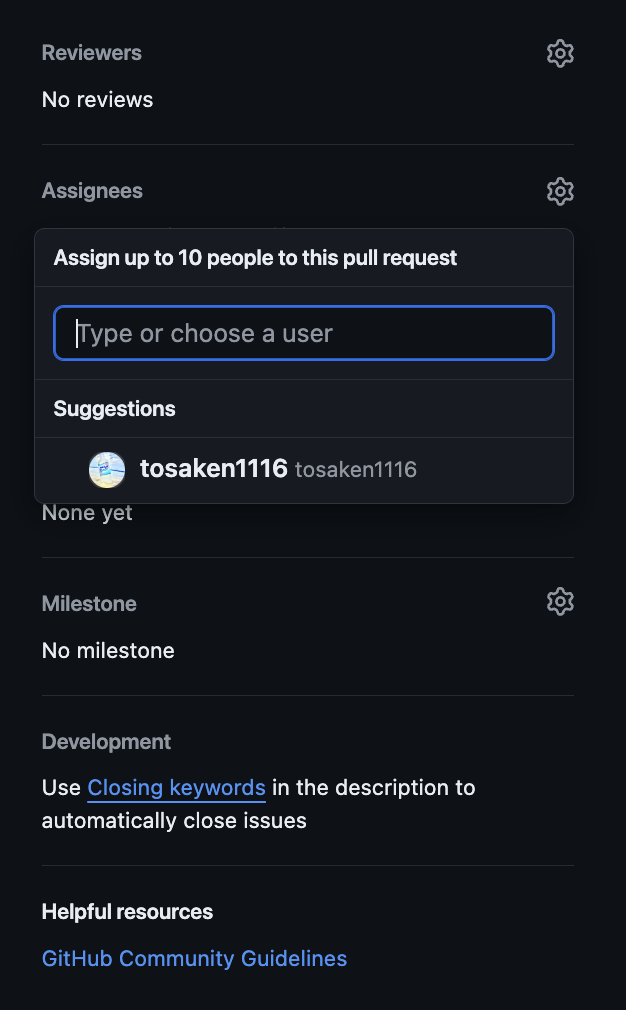 Reviewers
No reviews
Assignees
Assign up to 10 people to this pull request
Type or choose a user
Suggestions
tosaken1116 tosaken1116
None yet
Milestone
No milestone
Development
Use Closing keywords in the description to
automatically close issues
Helpful resources
GitHub Community Guidelines